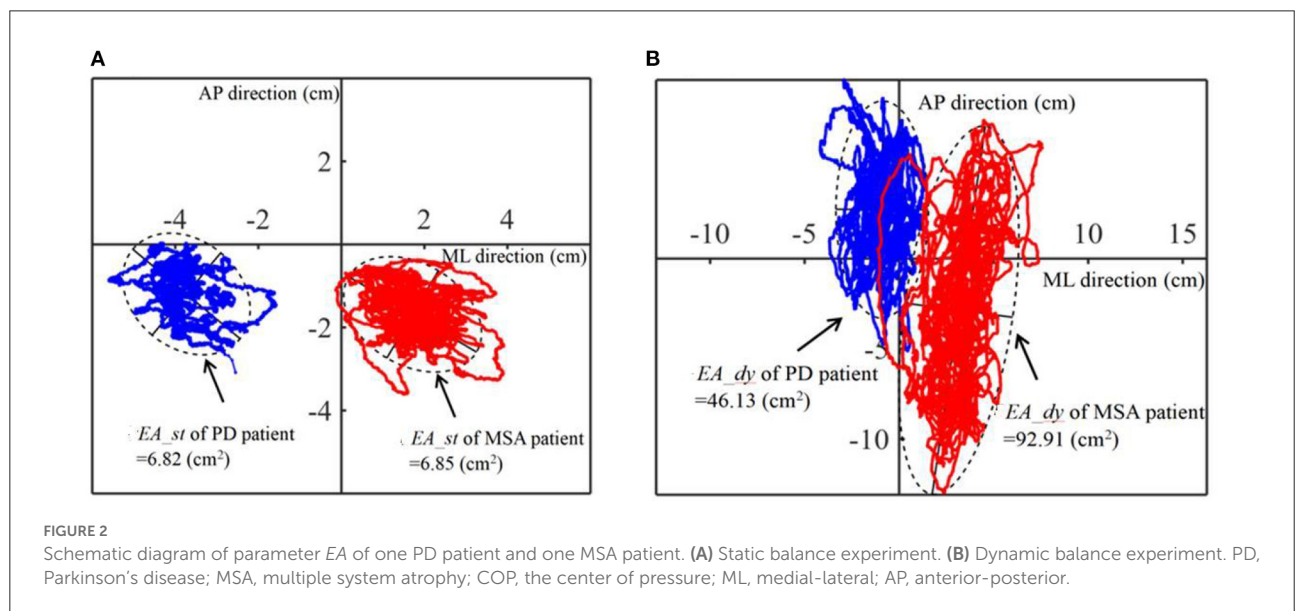 A
AP direction (cm)
2
-4
-2
2
4
ML direction (cm)
-2
-4
EA_st of PD patient
=6.82 (cm²)
EA_st of MSA patient
=6.85 (cm²)
B
AP direction (cm)
-10
-5
10
15
ML direction (cm)
-5
-10
EA_dy of PD patient
=46.13 (cm²)
EA_dy of MSA patient
=92.91 (cm²)
FIGURE 2
Schematic diagram of parameter EA of one PD patient and one MSA patient. (A) Static balance experiment. (B) Dynamic balance experiment. PD,
Parkinson's disease; MSA, multiple system atrophy; COP, the center of pressure; ML, medial-lateral; AP, anterior-posterior.